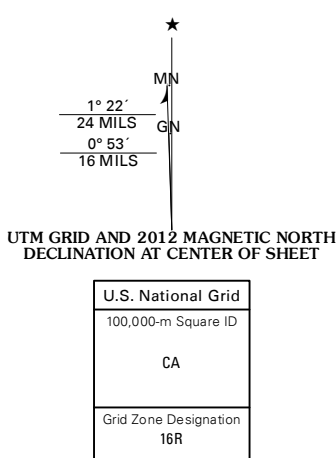 MN
1° 22´
24 MILS
GN
0° 53´
16 MILS
UTM GRID AND 2012 MAGNETIC NORTH
DECLINATION AT CENTER OF SHEET
U.S. National Grid
100,000-m Square ID
CA
Grid Zone Designation
16R